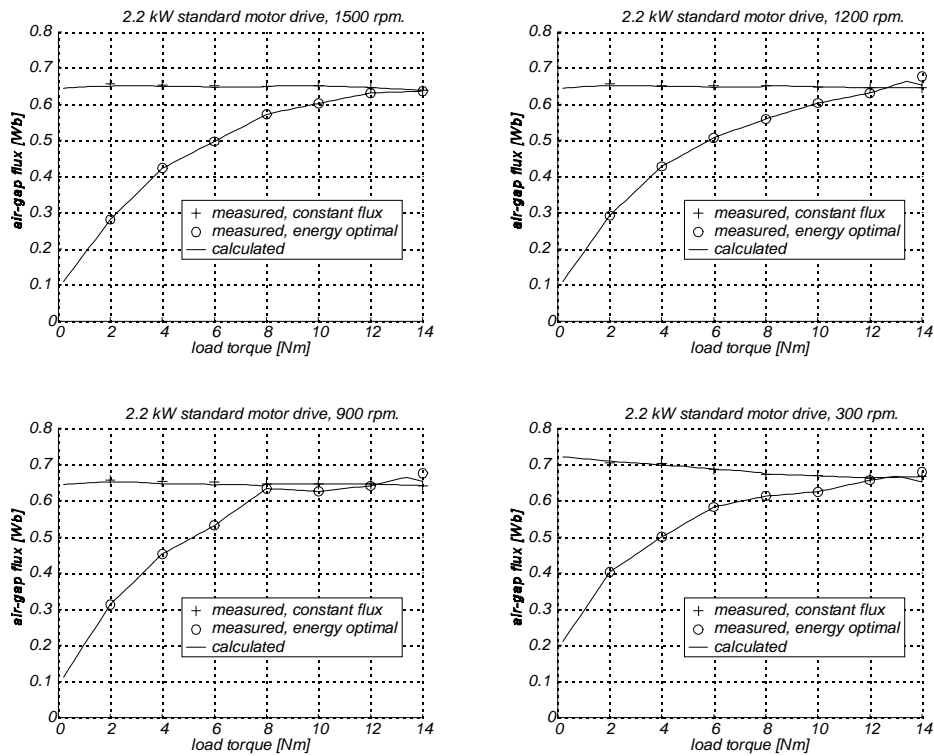 2.2 kW standard motor drive, 1500 rpm.
0.8
0.7
0.6
0.5
0.4
0.3
0.2
0.1
0
air-gap flux [Wb]
+ measured, constant flux
o measured, energy optimal
calculated
0 2 4 6 8 10 12 14
load torque [Nm]
2.2 kW standard motor drive, 1200 rpm.
0.8
0.7
0.6
0.5
0.4
0.3
0.2
0.1
0
air-gap flux [Wb]
+ measured, constant flux
o measured, energy optimal
calculated
0 2 4 6 8 10 12 14
load torque [Nm]
2.2 kW standard motor drive, 900 rpm.
0.8
0.7
0.6
0.5
0.4
0.3
0.2
0.1
0
air-gap flux [Wb]
+ measured, constant flux
o measured, energy optimal
calculated
0 2 4 6 8 10 12 14
load torque [Nm]
2.2 kW standard motor drive, 300 rpm.
0.8
0.7
0.6
0.5
0.4
0.3
0.2
0.1
0
air-gap flux [Wb]
+ measured, constant flux
o measured, energy optimal
calculated
0 2 4 6 8 10 12 14
load torque [Nm]